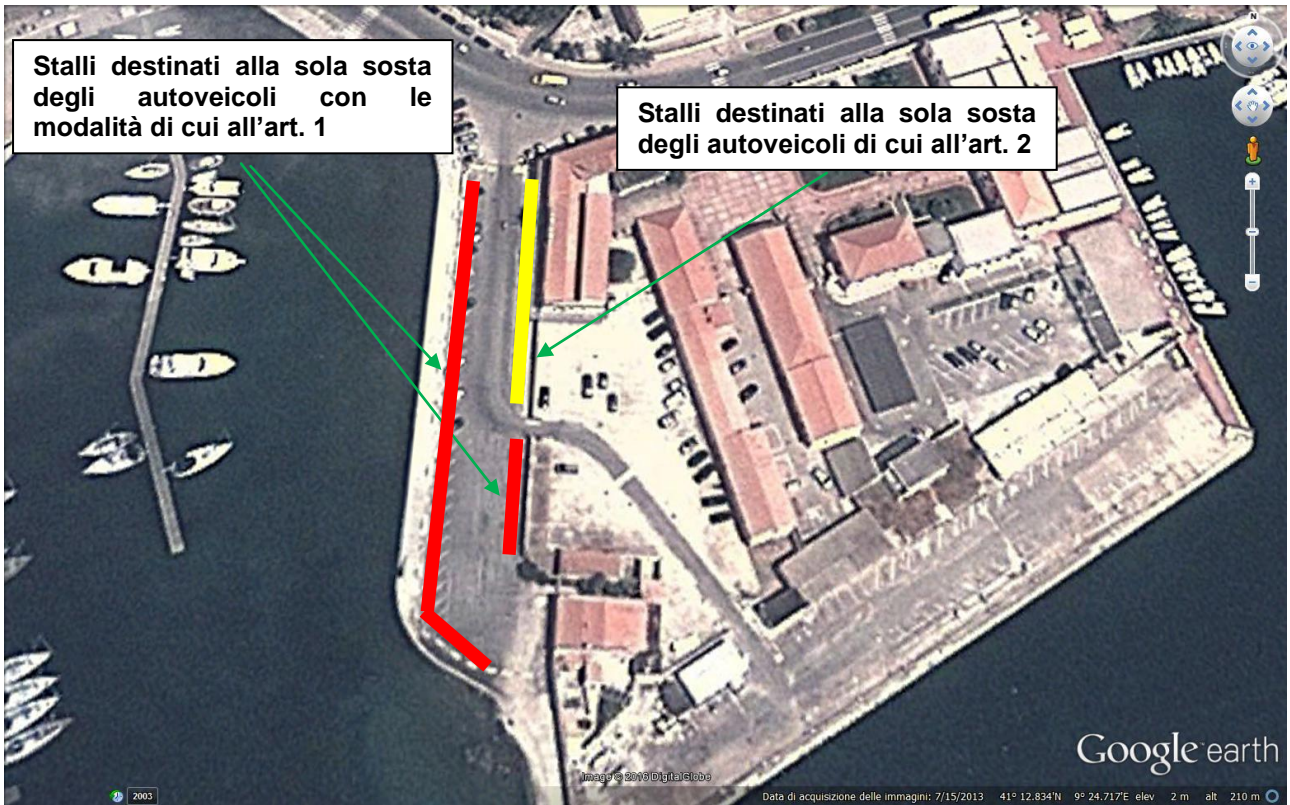 N
Stalli destinati alla sola sosta
degli autoveicoli con le
modalità di cui all'art. 1
Stalli destinati alla sola sosta
degli autoveicoli di cui all'art. 2
Google earth
Image © 2016 DigitalGlobe
2003
Data di acquisizione delle immagini: 7/15/2013 41° 12.834'N 9° 24.717'E elev 2 m alt 210 m